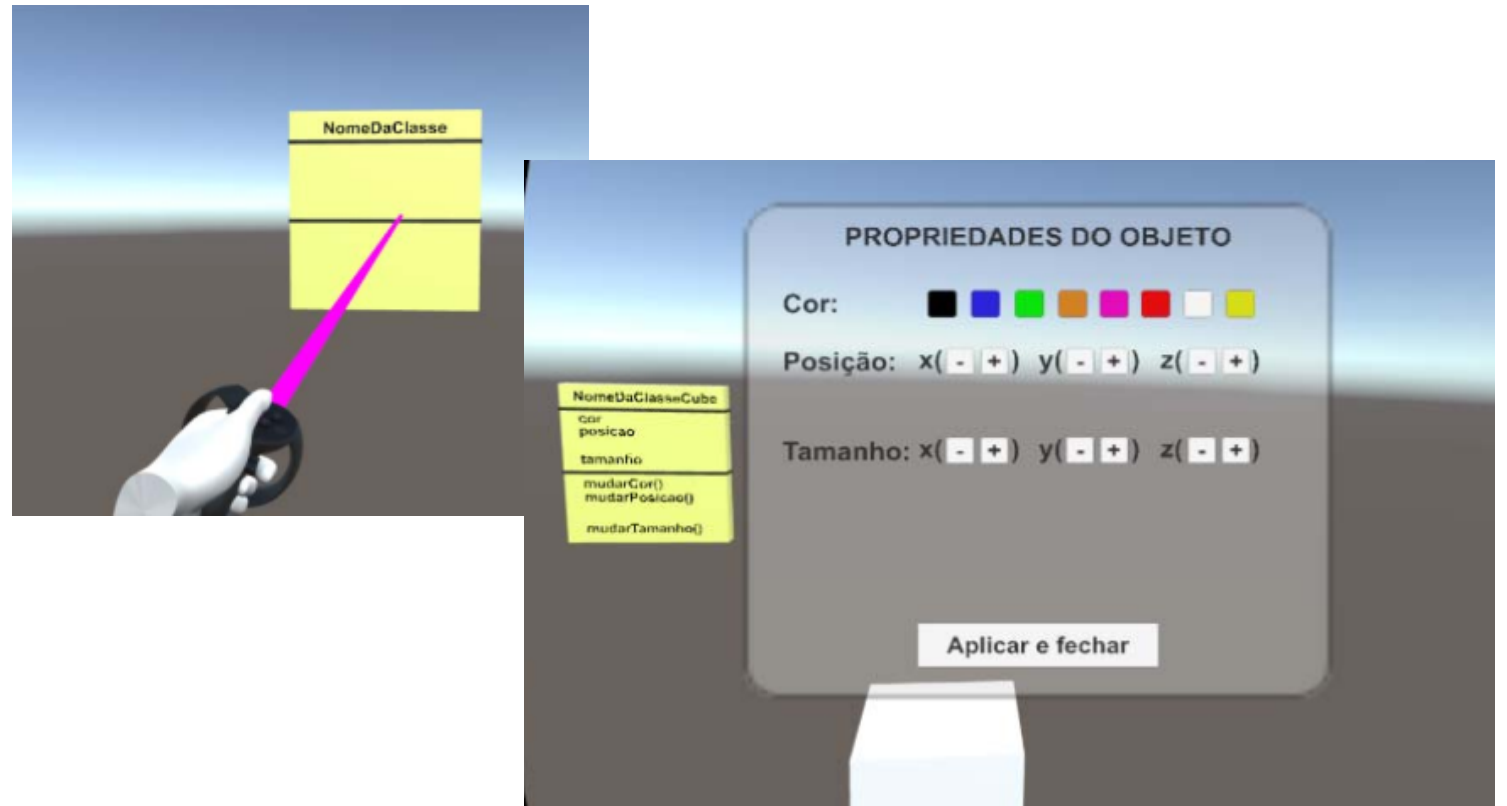 NomeDaClasse
PROPRIEDADES DO OBJETO
Cor:
Posição: x( - + ) y( - + ) z( - + )
Tamanho: x( - + ) y( - + ) z( - + )
Aplicar e fechar
NomeDaClasseCube
cor
posicao
tamanho
mudarCor()
mudarPosicao()
mudarTamanho()